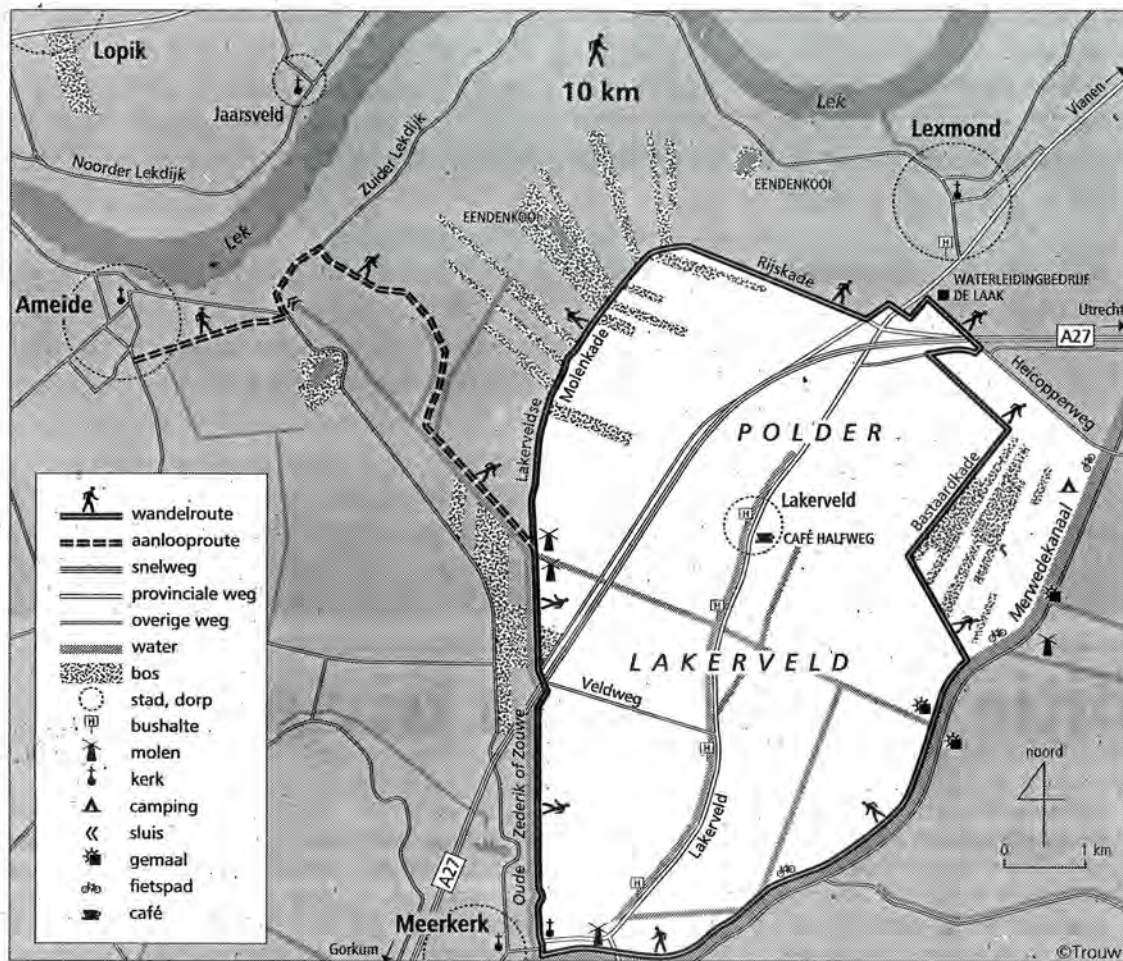 Lopik
Jaarsveld
Noorder Lekdijk
Zuider Lekdijk
10 km
Lek
Lexmond
Vianen
EENDENKOOI
EENDENKOOI
Lek
Ameide
Rijskade
WATERLEIDINGBEDRIJF
DE LAAK
Utrecht
A27
Heicopperweg
Lakerveldse
of Molenkade
POLDER
Bastaardkade
Lakerveld
H
CAFÉ HALFWEG
Merwedekanaal
H
H
LAKERVELD
Veldweg
H
Oude Zederik of Zouwe
Lakerveld
H
A27
Meerkerk
Gorkum
noord
0 1 km
©Trouw
wandelroute
aanlooproute
snelweg
provinciale weg
overige weg
water
bos
stad, dorp
H bushalte
molen
kerk
camping
sluis
gemaal
fietspad
café